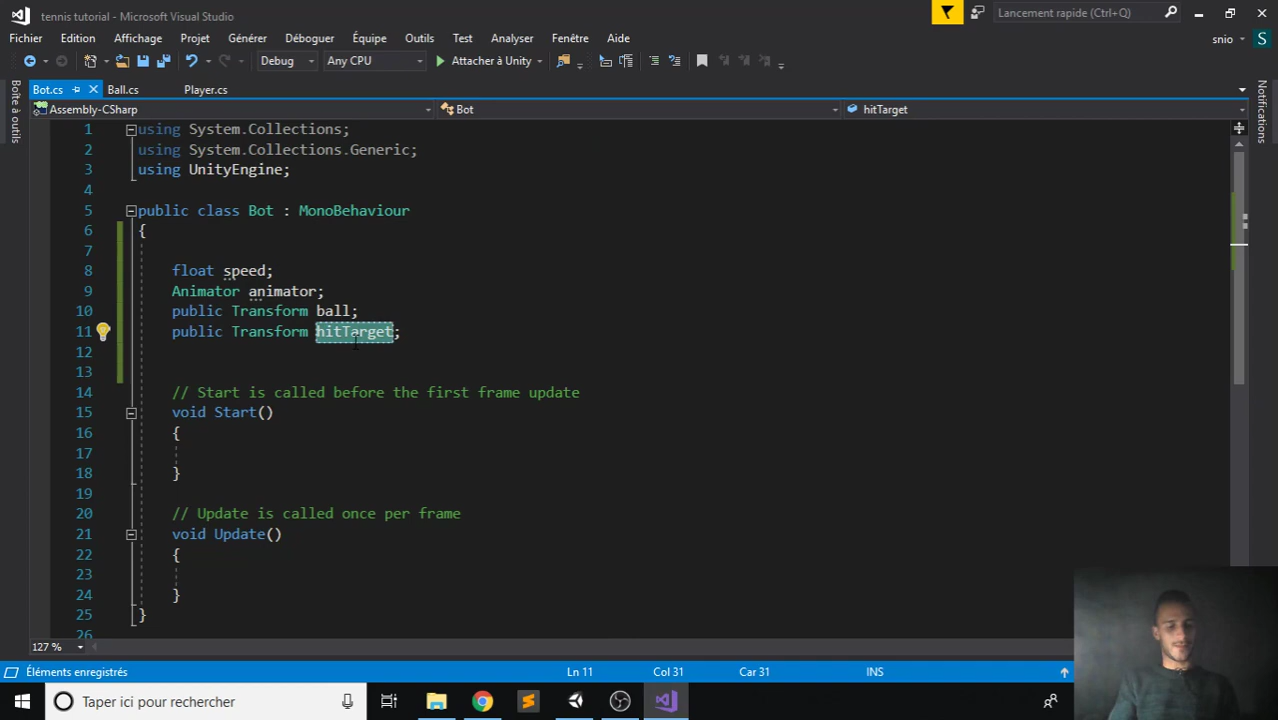 tennis tutorial - Microsoft Visual Studio
Lancement rapide (Ctrl+Q)
Fichier Edition Affichage Projet Générer Déboguer Équipe Outils Test Analyser Fenêtre Aide snio S
Debug Any CPU Attacher à Unity
Boîte à outils
Bot.cs Ball.cs Player.cs
Notifications
Assembly-CSharp Bot hitTarget
1 using System.Collections;
2 using System.Collections.Generic;
3 using UnityEngine;
4
5 public class Bot : MonoBehaviour
6 {
7
8 float speed;
9 Animator animator;
10 public Transform ball;
11 public Transform hitTarget;
12
13
14 // Start is called before the first frame update
15 void Start()
16 {
17
18 }
19
20 // Update is called once per frame
21 void Update()
22 {
23
24 }
25 }
26
127 %
Éléments enregistrés Ln 11 Col 31 Car 31 INS
Taper ici pour rechercher